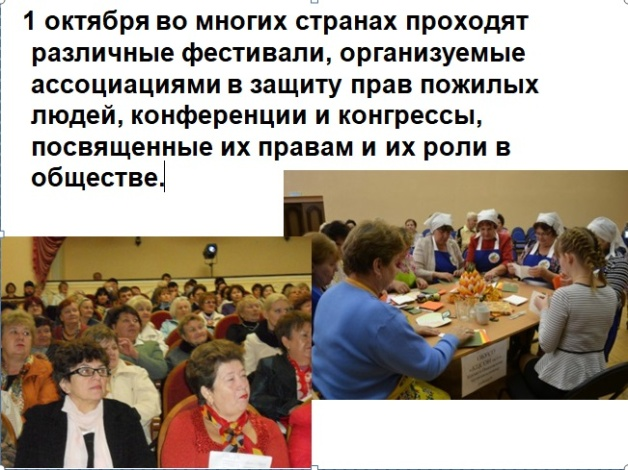 1 октября во многих странах проходят
различные фестивали, организуемые
ассоциациями в защиту прав пожилых
людей, конференции и конгрессы,
посвященные их правам и их роли в
обществе.